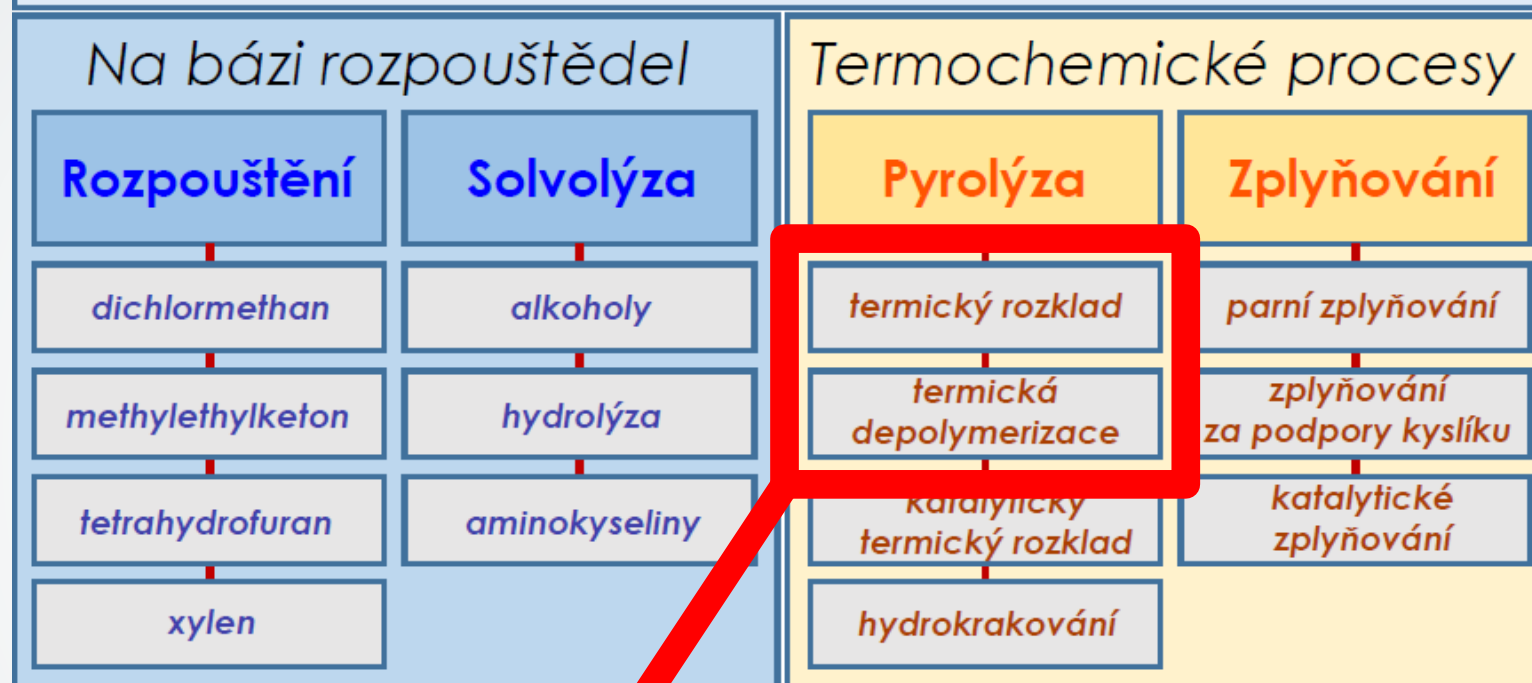 Na bázi rozpouštědel
Rozpouštění
dichlormethan
methylethylketon
tetrahydrofuran
xylen
Solvolýza
alkoholy
hydrolýza
aminokyseliny
Termochemické procesy
Pyrolýza
termický rozklad
termická
depolymerizace
katalytický
termický rozklad
hydrokrakování
Zplyňování
parní zplyňování
zplyňování
za podpory kyslíku
katalytické
zplyňování